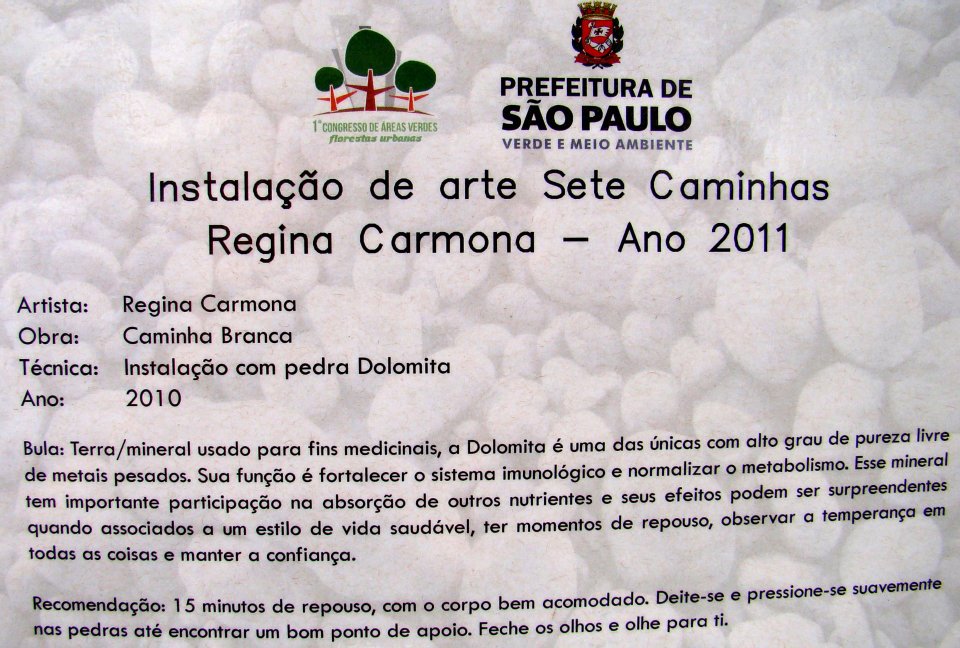 1º CONGRESSO DE ÁREAS VERDES
florestas urbanas
PREFEITURA DE
SÃO PAULO
VERDE E MEIO AMBIENTE
Instalação de arte Sete Caminhas
Regina Carmona – Ano 2011
Artista: Regina Carmona
Obra: Caminha Branca
Técnica: Instalação com pedra Dolomita
Ano: 2010
Bula: Terra/mineral usado para fins medicinais, a Dolomita é uma das únicas com alto grau de pureza livre
de metais pesados. Sua função é fortalecer o sistema imunológico e normalizar o metabolismo. Esse mineral
tem importante participação na absorção de outros nutrientes e seus efeitos podem ser surpreendentes
quando associados a um estilo de vida saudável, ter momentos de repouso, observar a temperança em
todas as coisas e manter a confiança.
Recomendação: 15 minutos de repouso, com o corpo bem acomodado. Deite-se e pressione-se suavemente
nas pedras até encontrar um bom ponto de apoio. Feche os olhos e olhe para ti.